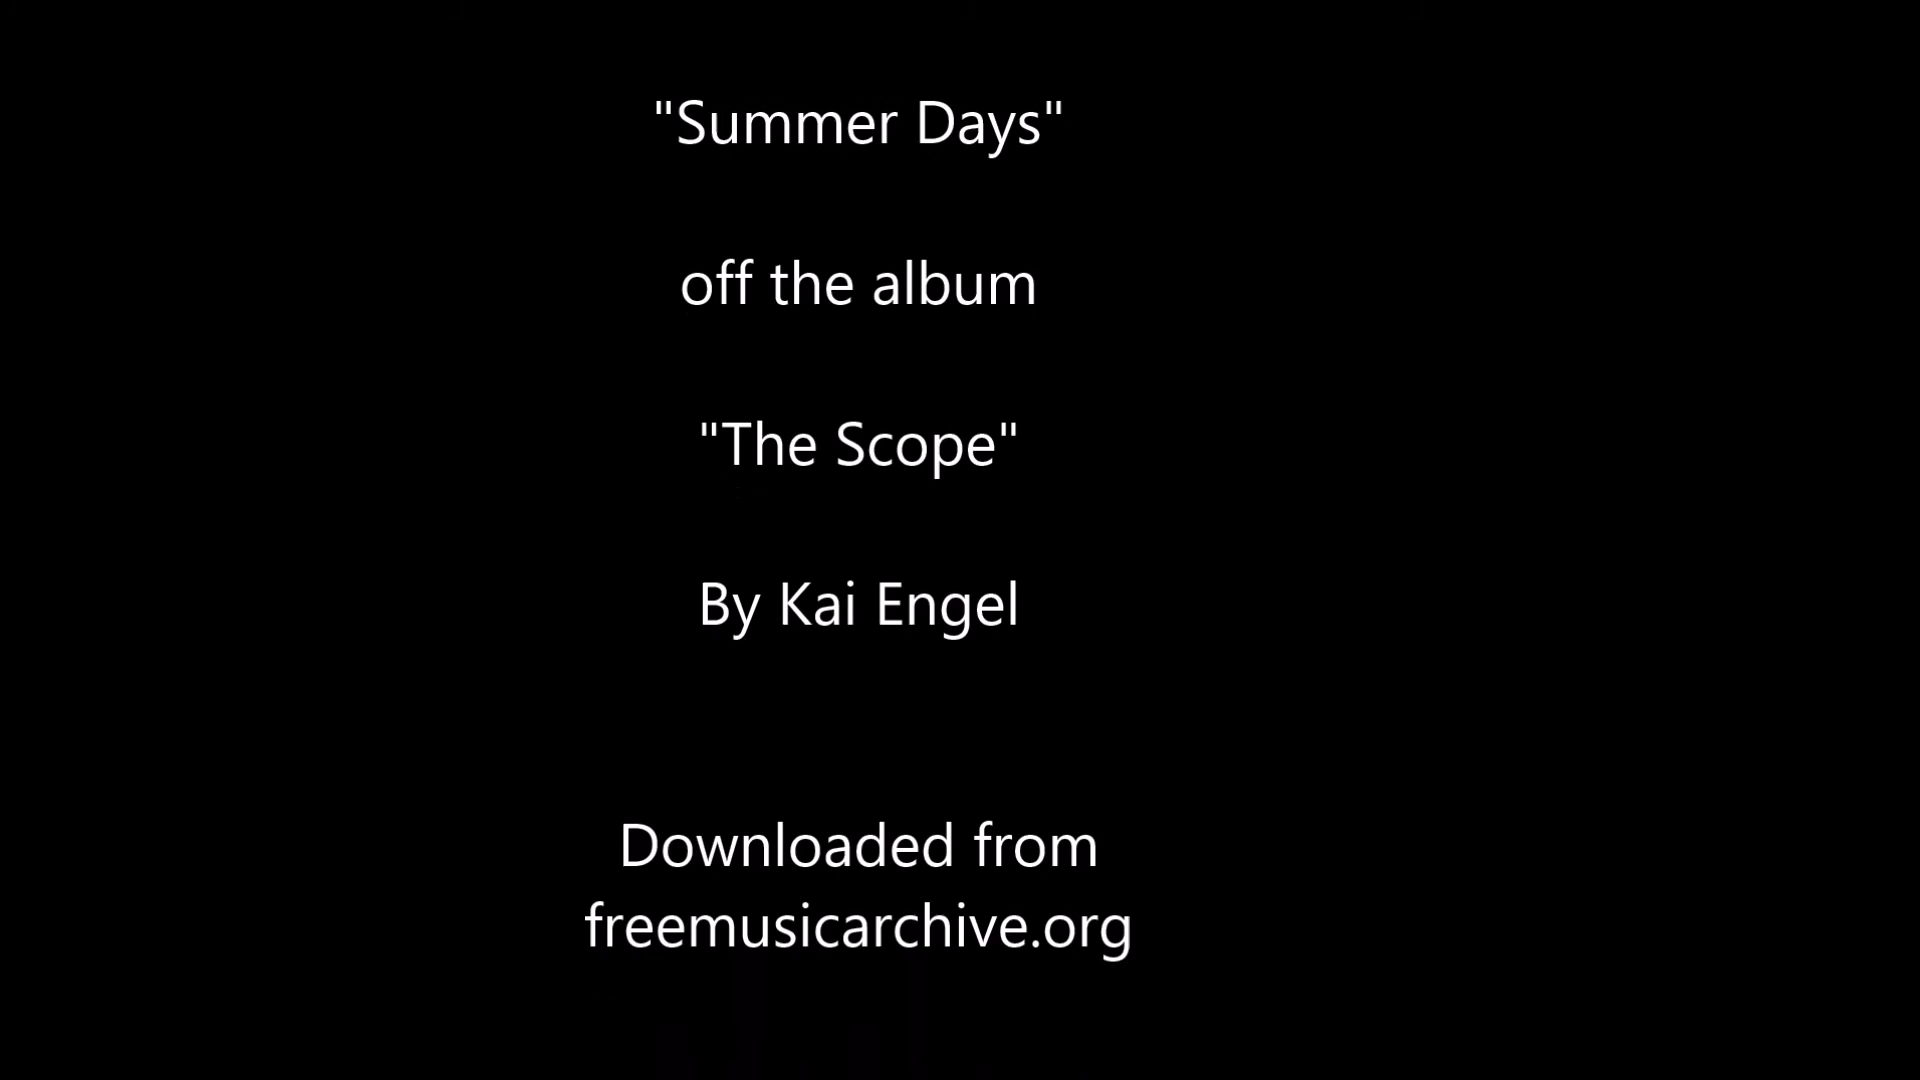 "Summer Days"
off the album
"The Scope"
By Kai Engel
Downloaded from
freemusicarchive.org